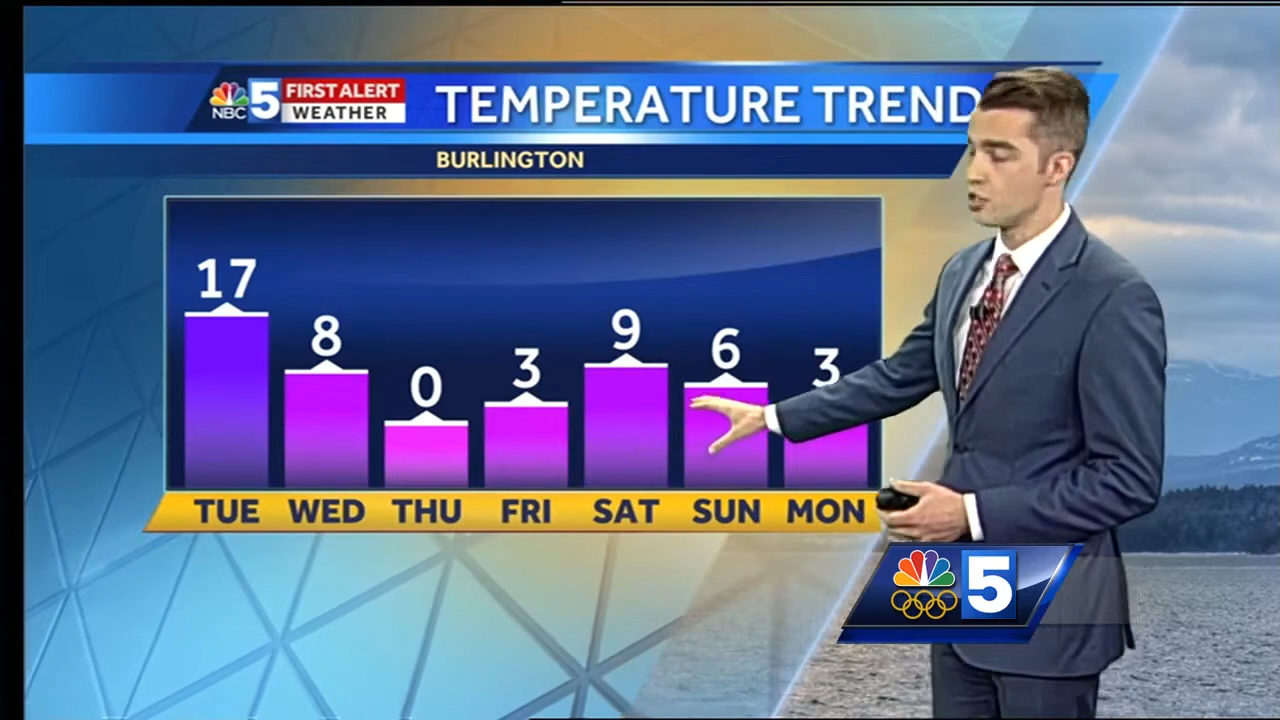 NBC 5 FIRST ALERT WEATHER
TEMPERATURE TREND
BURLINGTON
17 8 0 3 9 6 3
TUE WED THU FRI SAT SUN MON
5